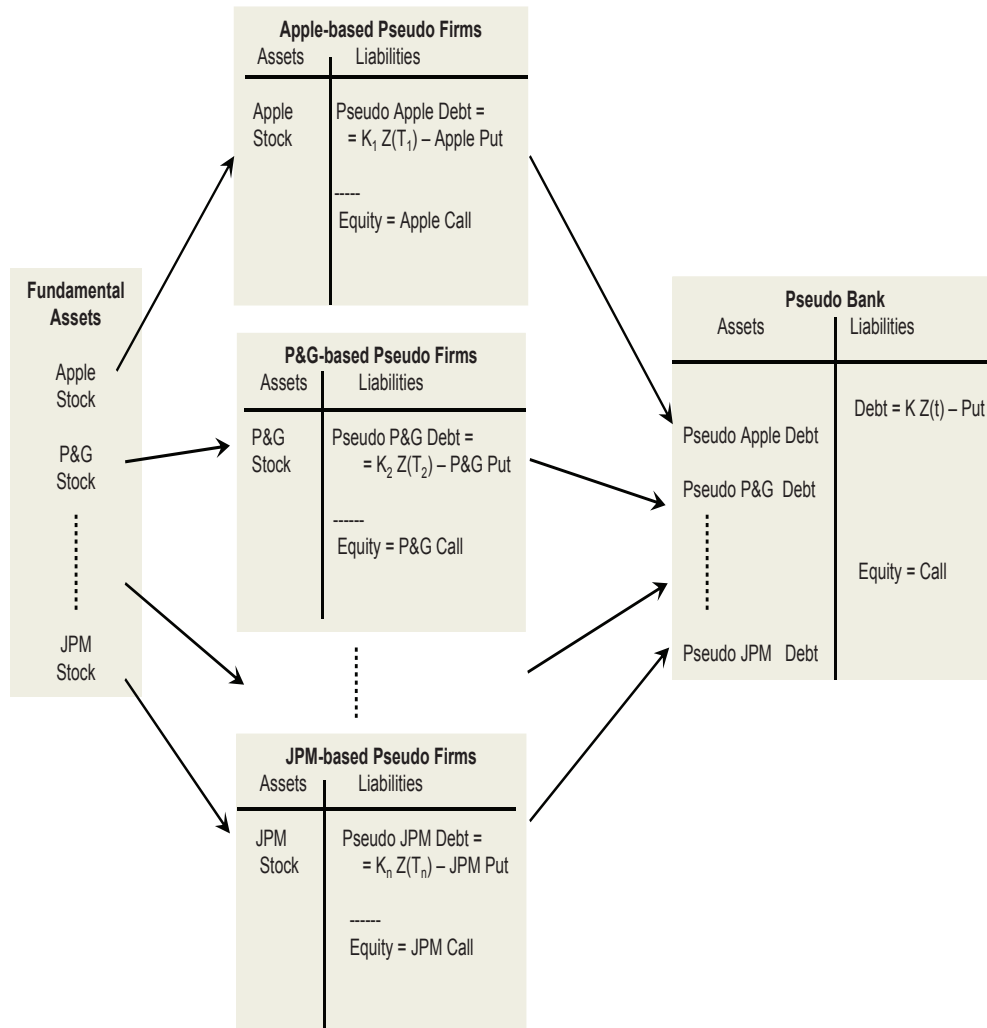 Fundamental
Assets
Apple
Stock
P&G
Stock
JPM
Stock
Apple-based Pseudo Firms
Assets Liabilities
Apple Pseudo Apple Debt =
Stock = K₁ Z(T₁) – Apple Put
-----
Equity = Apple Call
P&G-based Pseudo Firms
Assets Liabilities
P&G Pseudo P&G Debt =
Stock = K₂ Z(T₂) – P&G Put
------
Equity = P&G Call
JPM-based Pseudo Firms
Assets Liabilities
JPM Pseudo JPM Debt =
Stock = Kₙ Z(Tₙ) – JPM Put
------
Equity = JPM Call
Pseudo Bank
Assets Liabilities
Debt = K Z(t) – Put
Pseudo Apple Debt
Pseudo P&G Debt
Equity = Call
Pseudo JPM Debt